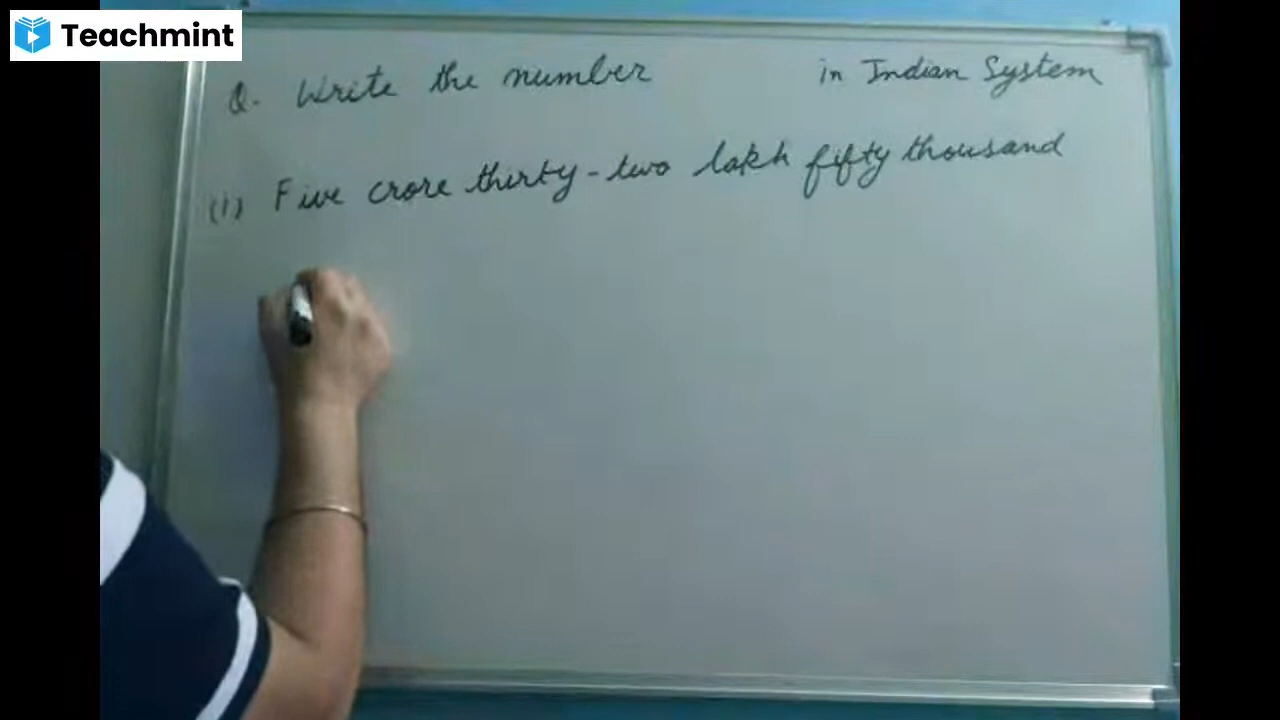 Teachmint
Q. Write the number in Indian System
(i) Five crore thirty-two lakh fifty thousand